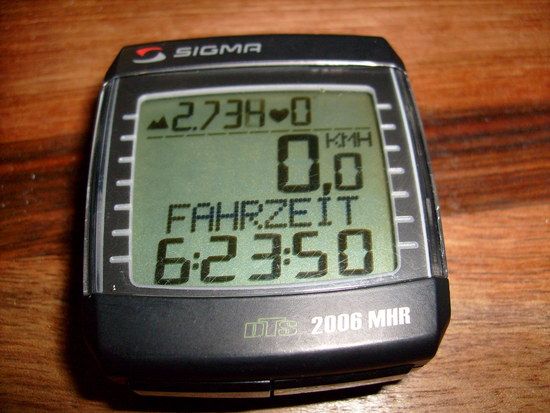 SIGMA
2.734 0
KMH
0,0
FAHRZEIT
6:23:50
DTS 2006 MHR